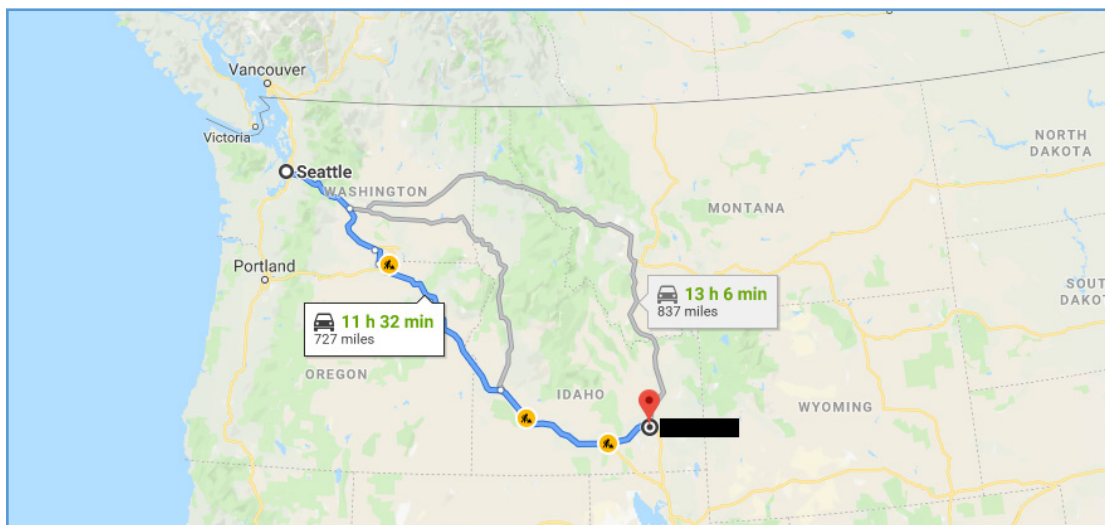 Vancouver
Victoria
Seattle
WASHINGTON
NORTH
DAKOTA
MONTANA
Portland
13 h 6 min
837 miles
SOUT
DAKO
11 h 32 min
727 miles
OREGON
IDAHO
WYOMING